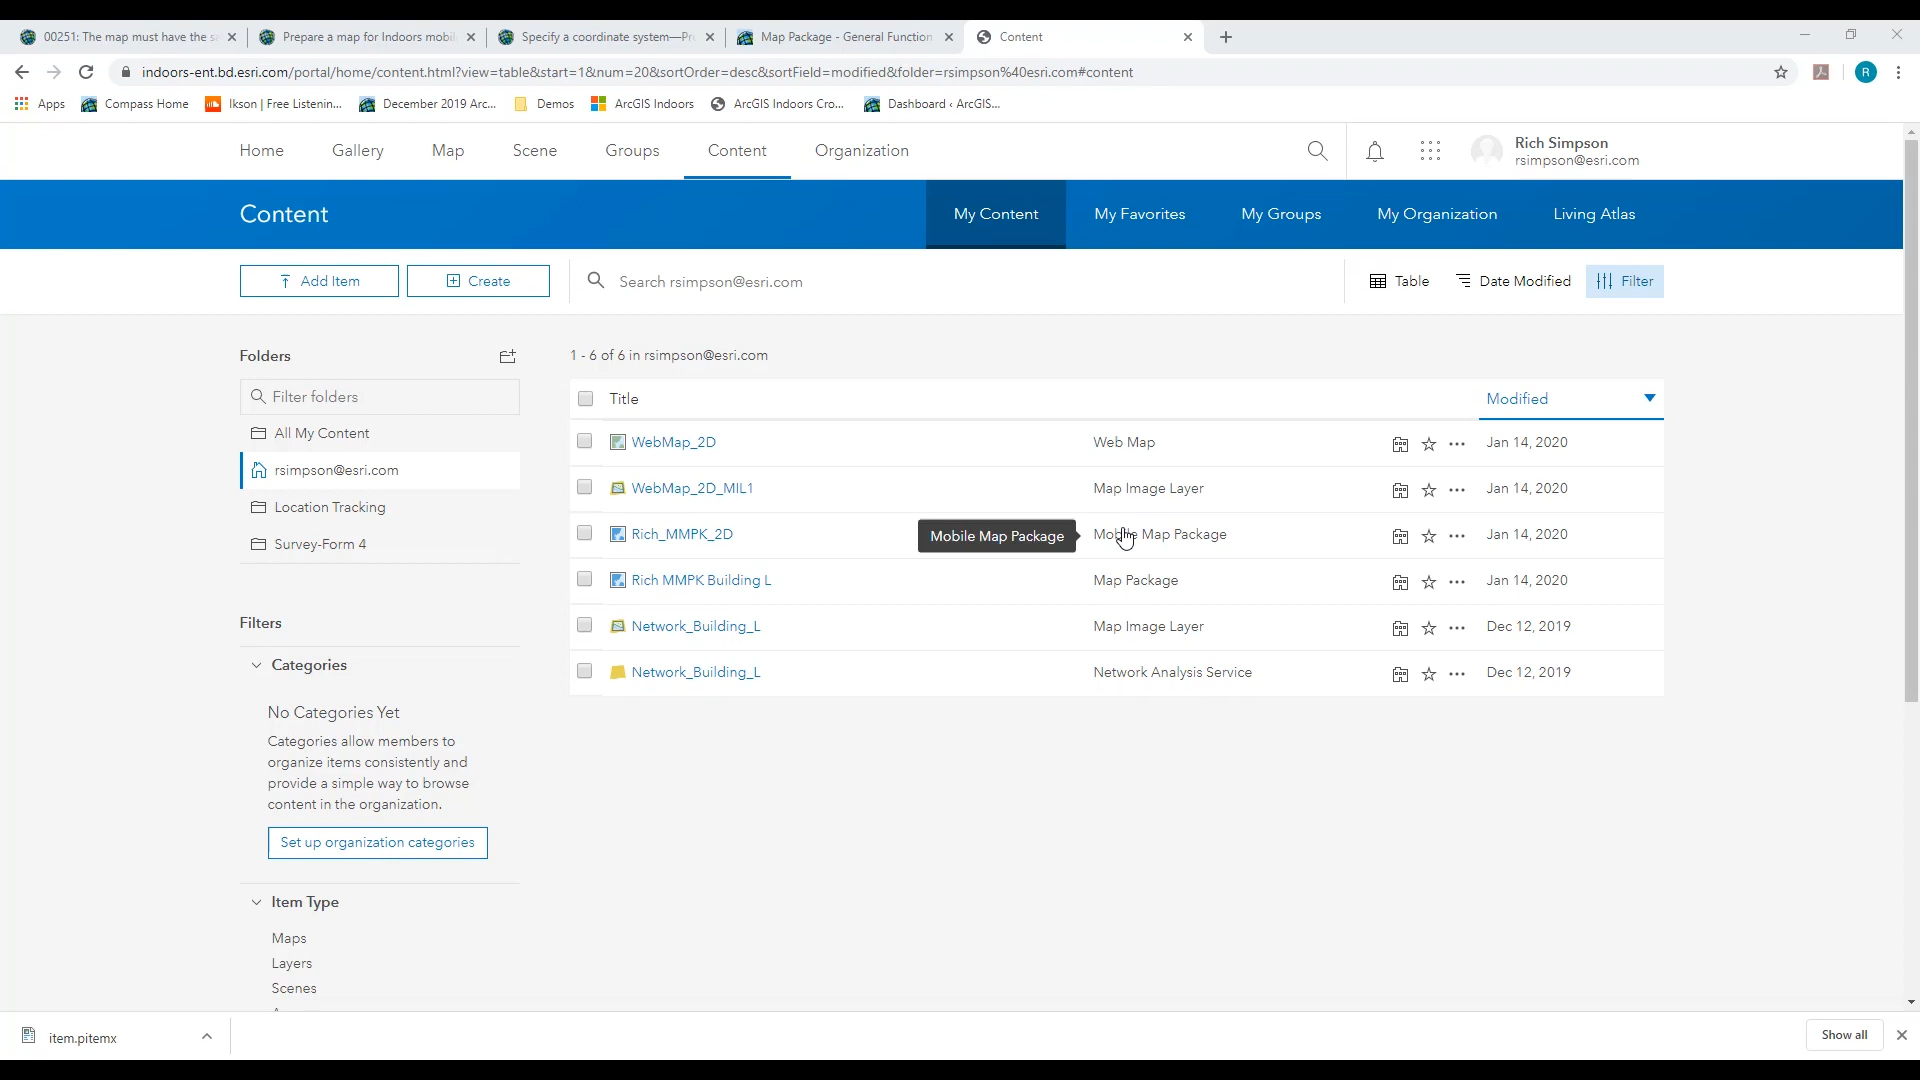 00251: The map must have the s
Prepare a map for Indoors mobil
Specify a coordinate system—Pr
Map Package - General Function
Content
indoors-ent.bd.esri.com/portal/home/content.html?view=table&start=1&num=20&sortOrder=desc&sortField=modified&folder=rsimpson%40esri.com#content
R
Apps
Compass Home
Ikson | Free Listenin...
December 2019 Arc...
Demos
ArcGIS Indoors
ArcGIS Indoors Cro...
Dashboard ‹ ArcGIS...
Home
Gallery
Map
Scene
Groups
Content
Organization
Rich Simpson
rsimpson@esri.com
Content
My Content
My Favorites
My Groups
My Organization
Living Atlas
Add Item
Create
Search rsimpson@esri.com
Table
Date Modified
Filter
Folders
Filter folders
All My Content
rsimpson@esri.com
Location Tracking
Survey-Form 4
Filters
Categories
No Categories Yet
Categories allow members to
organize items consistently and
provide a simple way to browse
content in the organization.
Set up organization categories
Item Type
Maps
Layers
Scenes
1 - 6 of 6 in rsimpson@esri.com
Title
Modified
WebMap_2D Web Map Jan 14, 2020
WebMap_2D_MIL1 Map Image Layer Jan 14, 2020
Rich_MMPK_2D Mobile Map Package Mobile Map Package Jan 14, 2020
Rich MMPK Building L Map Package Jan 14, 2020
Network_Building_L Map Image Layer Dec 12, 2019
Network_Building_L Network Analysis Service Dec 12, 2019
item.pitemx
Show all